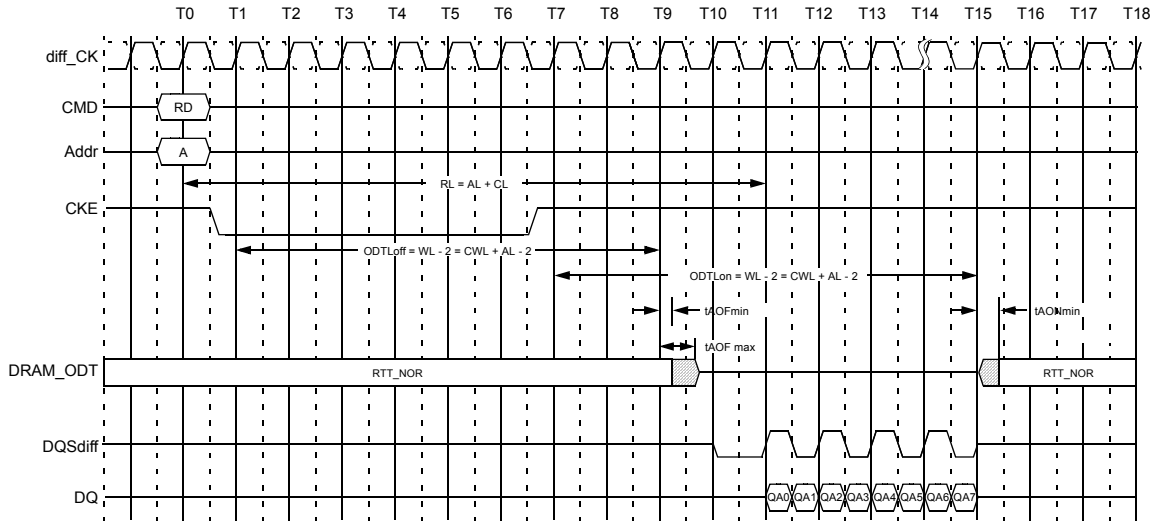 T0 T1 T2 T3 T4 T5 T6 T7 T8 T9 T10 T11 T12 T13 T14 T15 T16 T17 T18
diff_CK
CMD RD
Addr A
RL = AL + CL
CKE
ODTLoff = WL - 2 = CWL + AL - 2
ODTLon = WL - 2 = CWL + AL - 2
tAOFmin tAONmin
tAOF max
DRAM_ODT RTT_NOR RTT_NOR
DQSdiff
DQ QA0 QA1 QA2 QA3 QA4 QA5 QA6 QA7